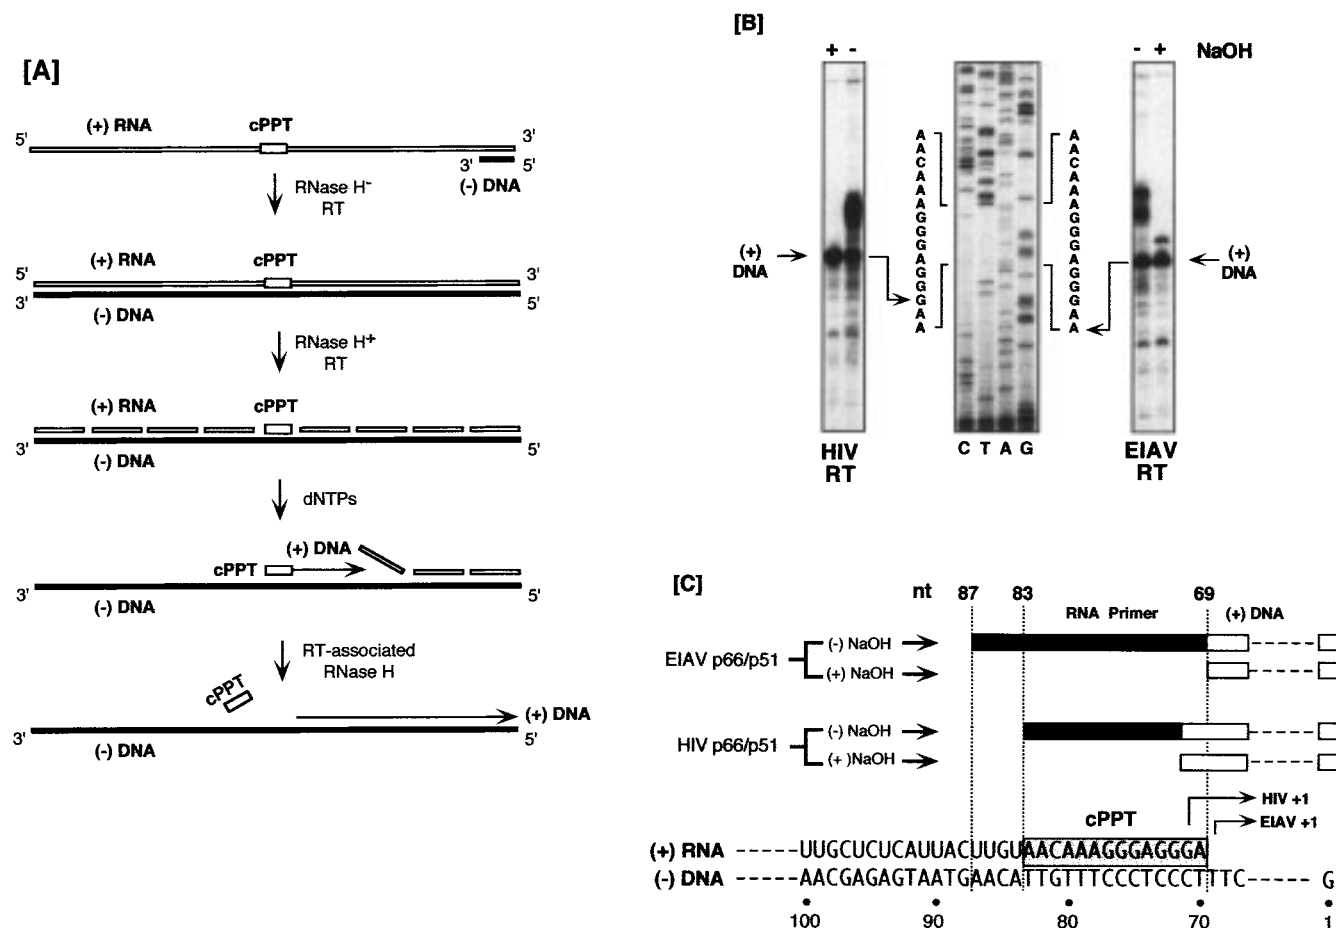 [A]
5'
(+) RNA
cPPT
3'
3'
5'
(-) DNA
RNase H-
RT
5'
(+) RNA
cPPT
3'
3'
(-) DNA
5'
RNase H+
RT
(+) RNA
cPPT
3'
(-) DNA
5'
dNTPs
(+) DNA
cPPT
3'
(-) DNA
5'
RT-associated
RNase H
cPPT
(+) DNA
3'
(-) DNA
5'
[B]
+ -
- +
NaOH
A A
A A
C C
A A
A A
A A
G G
G G
G G
A A
G G
G G
G G
A A
A A
(+)
DNA
(+)
DNA
HIV
RT
C T A G
EIAV
RT
[C]
nt 87 83 69
RNA Primer (+) DNA
EIAV p66/p51
(-) NaOH
(+) NaOH
HIV p66/p51
(-) NaOH
(+ )NaOH
cPPT
HIV +1
EIAV +1
(+) RNA -----UUGCUCUCAUUACUUGUAACAAAGGGAGGGA
(-) DNA -----AACGAGAGTAATGAACATTGTTTCCCTCCCTTTC----- G
100 90 80 70 1